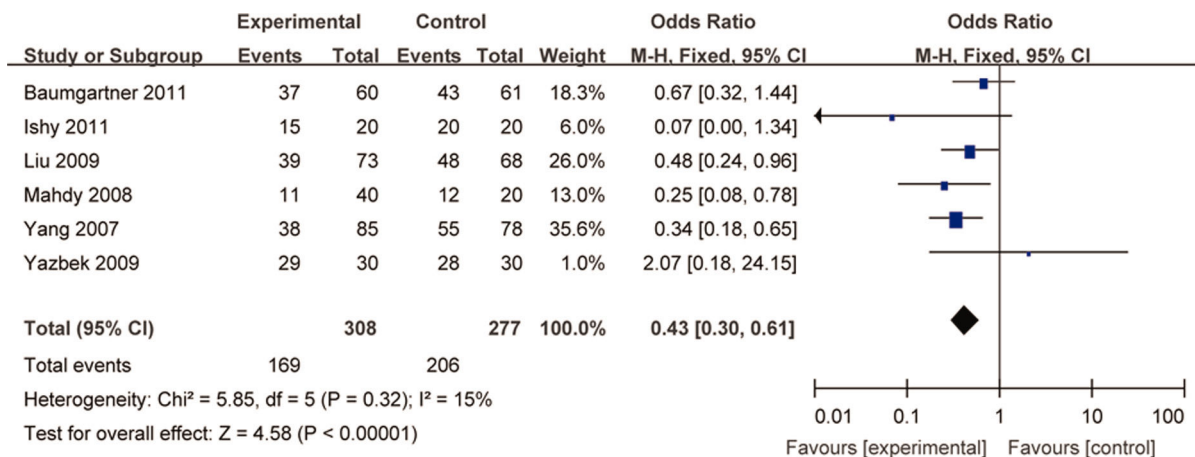 Experimental Control Odds Ratio Odds Ratio
Study or Subgroup Events Total Events Total Weight M-H, Fixed, 95% CI M-H, Fixed, 95% CI
Baumgartner 2011 37 60 43 61 18.3% 0.67 [0.32, 1.44]
Ishy 2011 15 20 20 20 6.0% 0.07 [0.00, 1.34]
Liu 2009 39 73 48 68 26.0% 0.48 [0.24, 0.96]
Mahdy 2008 11 40 12 20 13.0% 0.25 [0.08, 0.78]
Yang 2007 38 85 55 78 35.6% 0.34 [0.18, 0.65]
Yazbek 2009 29 30 28 30 1.0% 2.07 [0.18, 24.15]
Total (95% CI) 308 277 100.0% 0.43 [0.30, 0.61]
Total events 169 206
Heterogeneity: Chi² = 5.85, df = 5 (P = 0.32); I² = 15%
Test for overall effect: Z = 4.58 (P < 0.00001)
0.01 0.1 1 10 100
Favours [experimental] Favours [control]